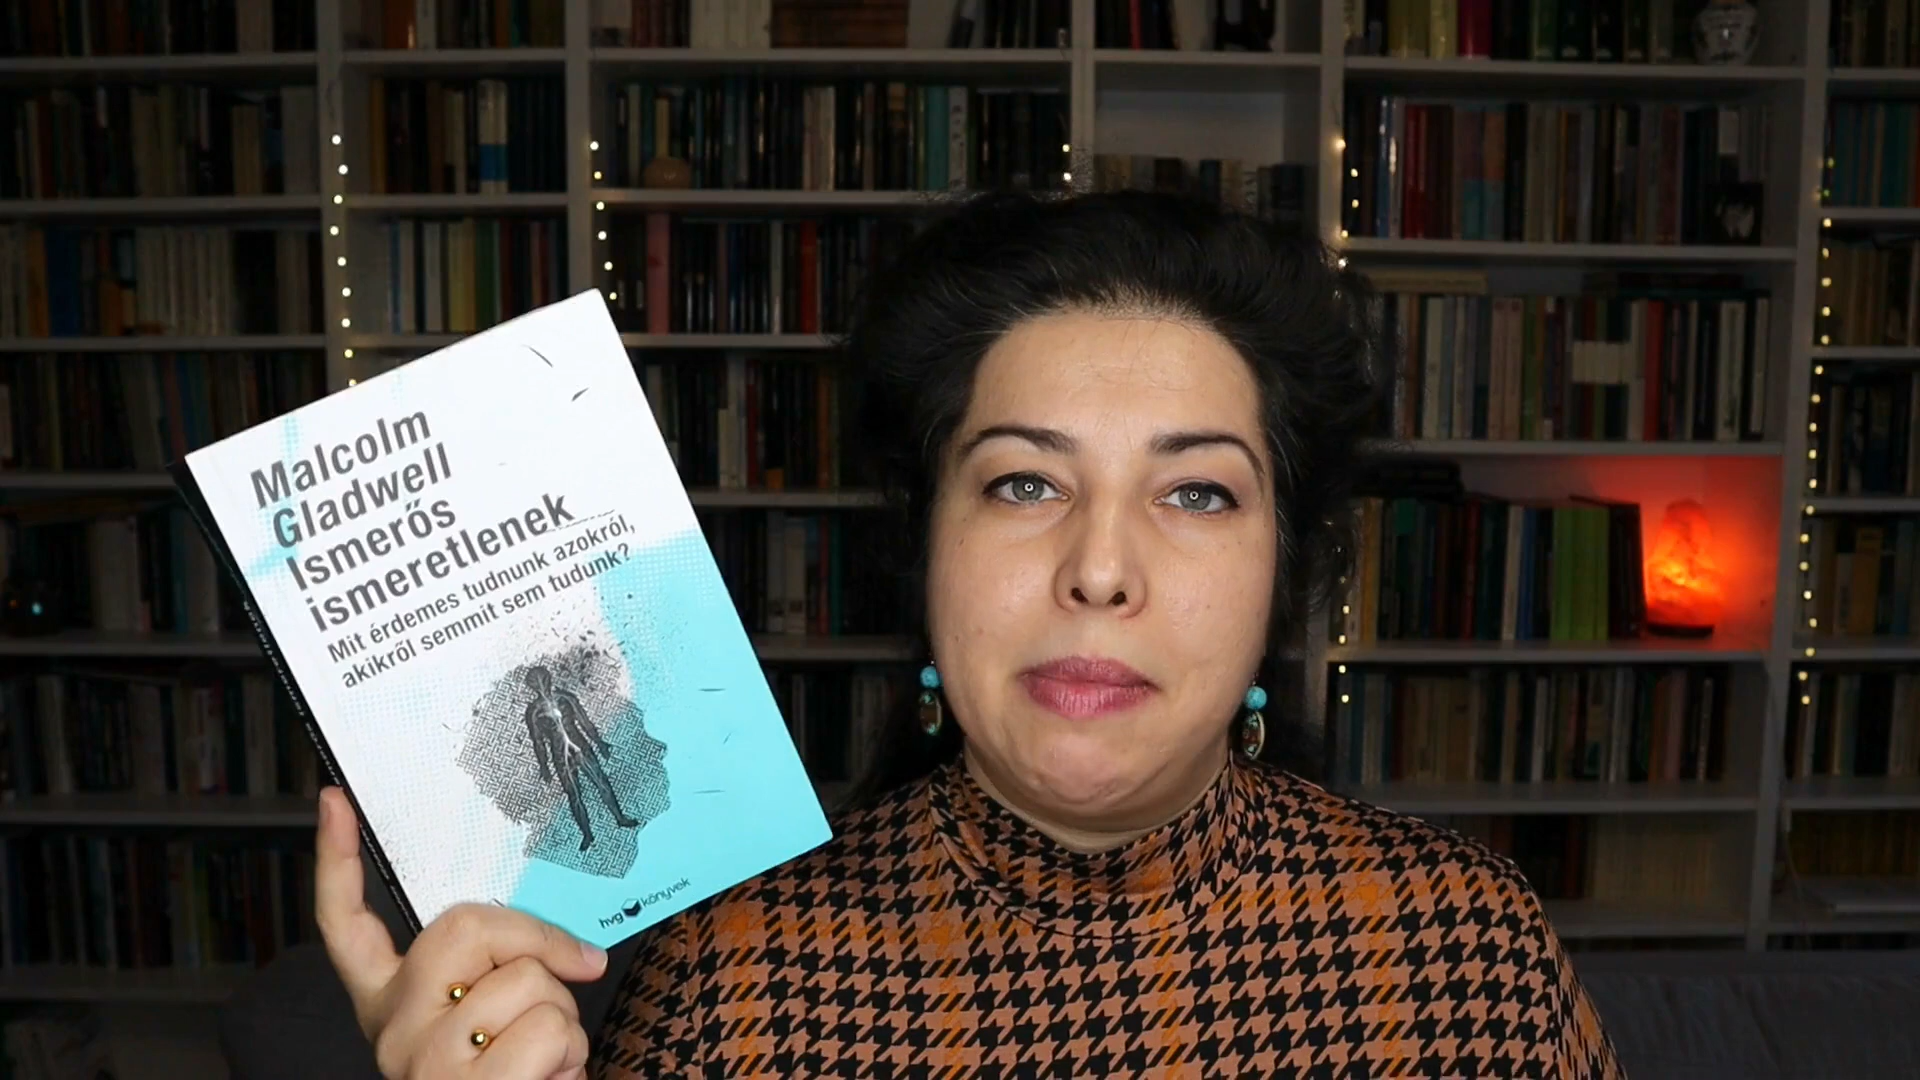 Malcolm
Gladwell
Ismerős
ismeretlenek
Mit érdemes tudnunk azokról,
akikről semmit sem tudunk?
hvg könyvek